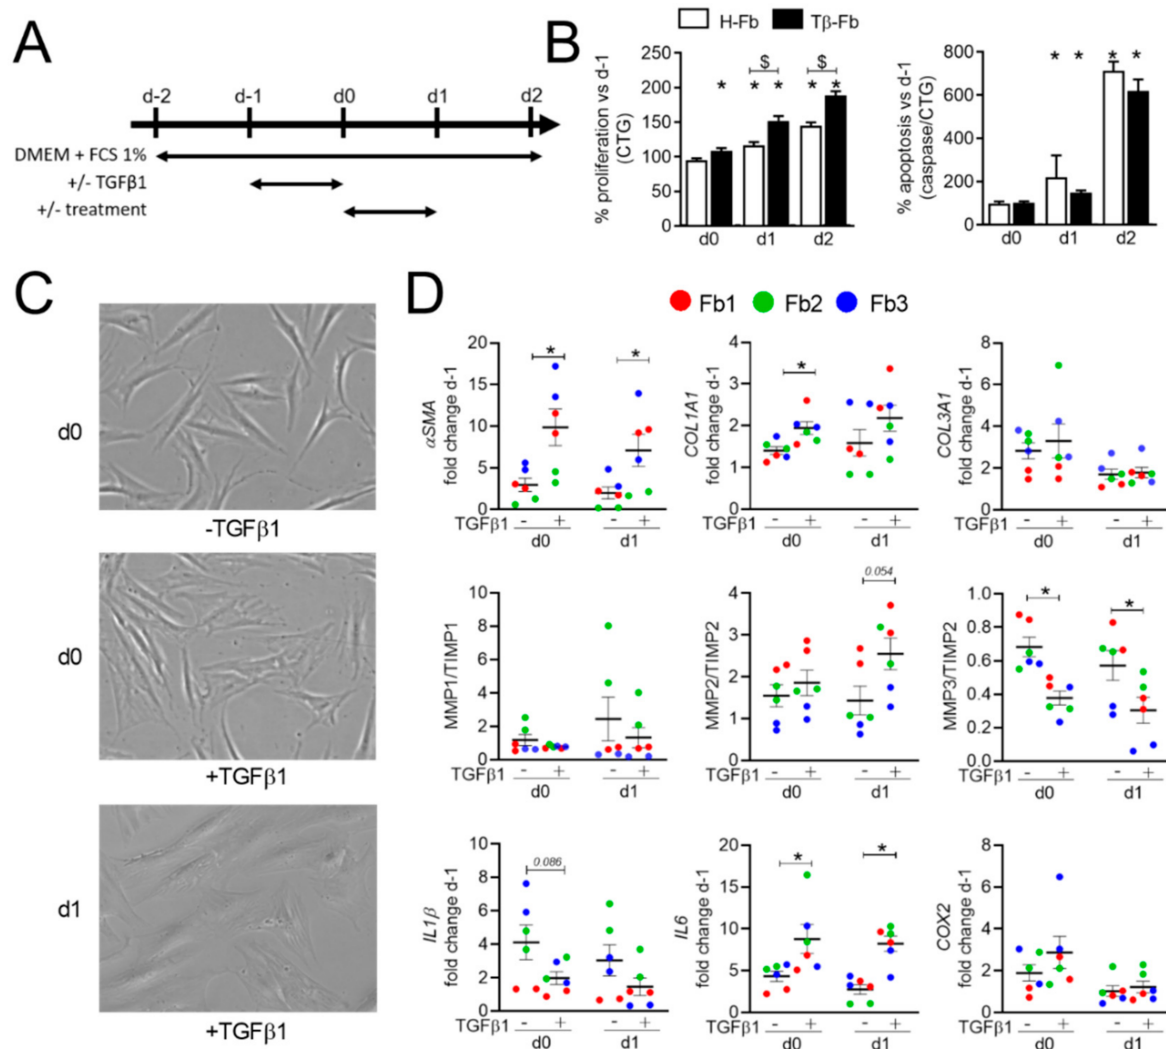 A
d-2 d-1 d0 d1 d2
DMEM + FCS 1%
+/- TGFβ1
+/- treatment
B
H-Fb Tβ-Fb
% proliferation vs d-1
(CTG)
250
200
150
100
50
0
* * * * *
$ $
d0 d1 d2
% apoptosis vs d-1
(caspase/CTG)
800
600
400
200
0
* * * *
d0 d1 d2
C
d0
-TGFβ1
d0
+TGFβ1
d1
+TGFβ1
D
Fb1 Fb2 Fb3
αSMA
fold change d-1
20
15
10
5
0
* *
TGFβ1 - + - +
d0 d1
COL1A1
fold change d-1
4
3
2
1
0
*
TGFβ1 - + - +
d0 d1
COL3A1
fold change d-1
8
6
4
2
0
TGFβ1 - + - +
d0 d1
MMP1/TIMP1
10
8
6
4
2
0
TGFβ1 - + - +
d0 d1
MMP2/TIMP2
4
3
2
1
0
0.054
TGFβ1 - + - +
d0 d1
MMP3/TIMP2
1.0
0.8
0.6
0.4
0.2
0.0
* *
TGFβ1 - + - +
d0 d1
IL1β
fold change d-1
10
8
6
4
2
0
0.086
TGFβ1 - + - +
d0 d1
IL6
fold change d-1
20
15
10
5
0
* *
TGFβ1 - + - +
d0 d1
COX2
fold change d-1
8
6
4
2
0
TGFβ1 - + - +
d0 d1